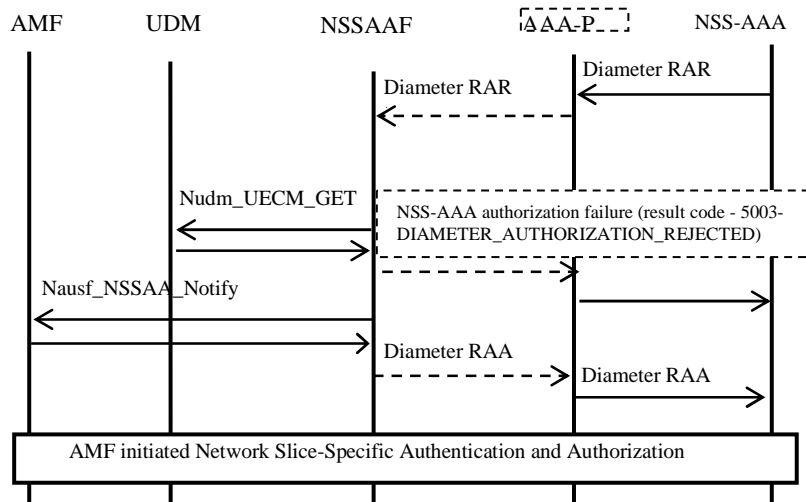 AMF UDM NSSAAF AAA-P NSS-AAA
Diameter RAR
Diameter RAR
Nudm_UECM_GET
NSS-AAA authorization failure (result code - 5003-
DIAMETER_AUTHORIZATION_REJECTED)
Nausf_NSSAA_Notify
Diameter RAA
Diameter RAA
AMF initiated Network Slice-Specific Authentication and Authorization